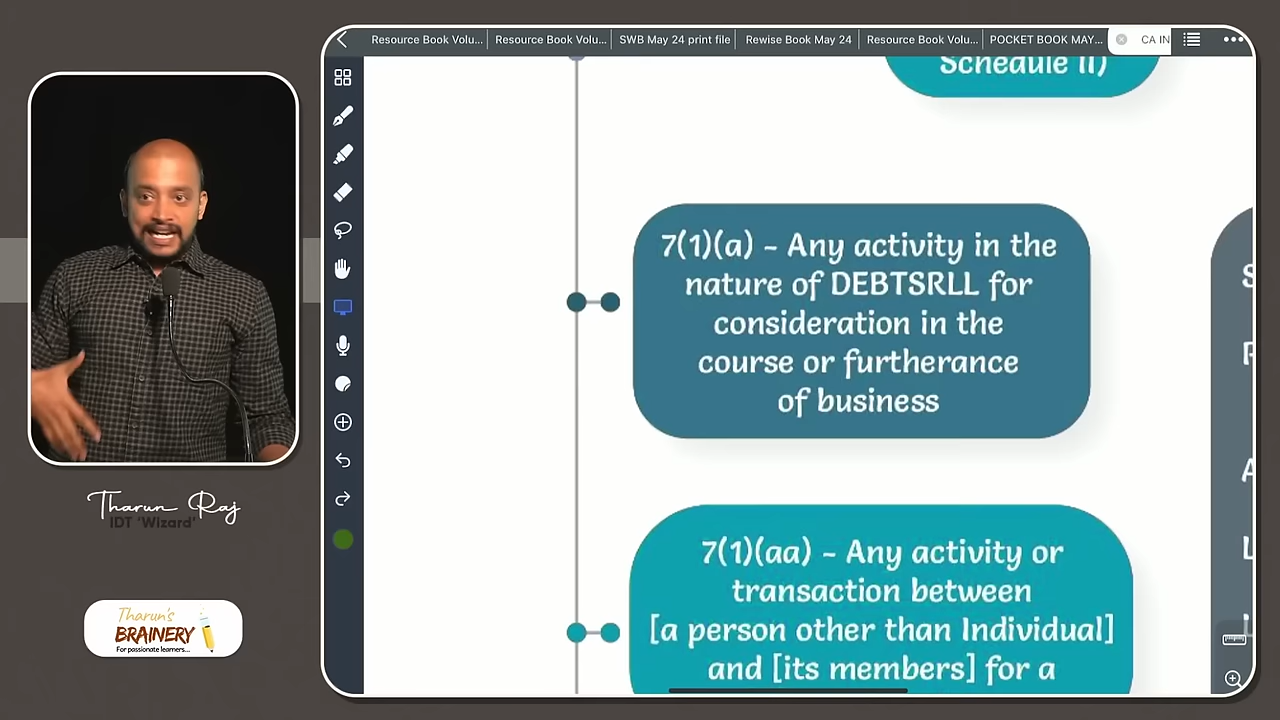 Resource Book Volu...
Resource Book Volu...
SWB May 24 print file
Rewise Book May 24
Resource Book Volu...
POCKET BOOK MAY...
CA IN
Schedule II)
7(1)(a) - Any activity in the
nature of DEBTSRLL for
consideration in the
course or furtherance
of business
7(1)(aa) - Any activity or
transaction between
[a person other than Individual]
and [its members] for a
Tharun Raj
IDT 'Wizard'
Tharun's
BRAINERY
For passionate learners...